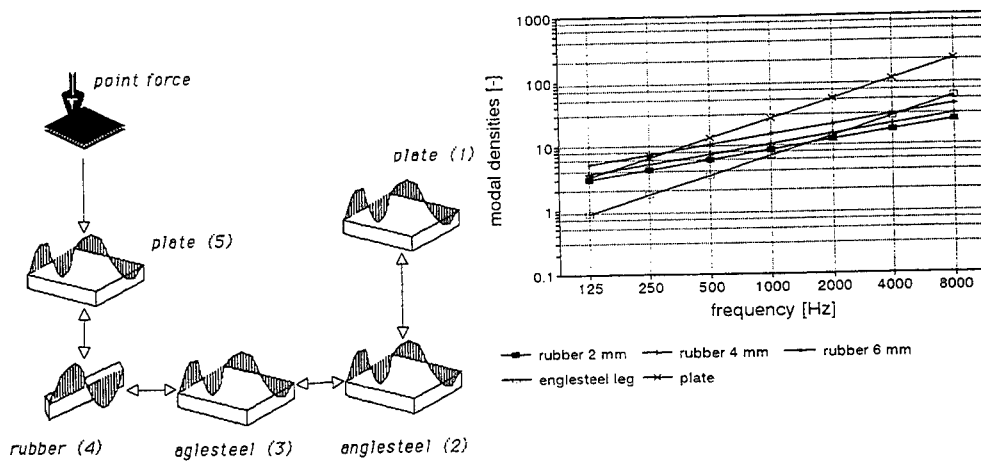 point force
plate (1)
plate (5)
rubber (4)
aglesteel (3)
anglesteel (2)
modal densities [-]
1000
100
10
1
0.1
125 250 500 1000 2000 4000 8000
frequency [Hz]
rubber 2 mm rubber 4 mm rubber 6 mm
englesteel leg plate